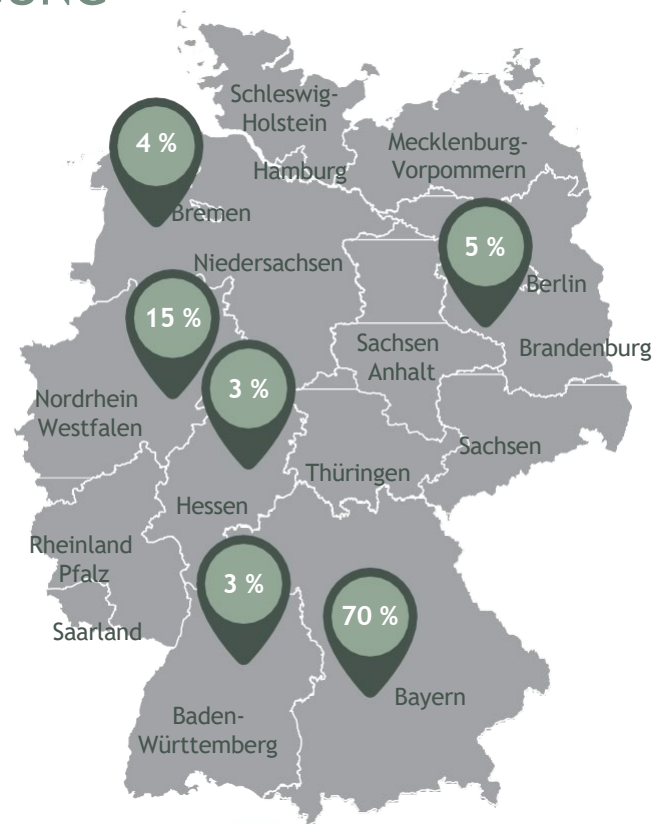 Schleswig-
Holstein
4 %
Mecklenburg-
Vorpommern
Hamburg
Bremen
5 %
Niedersachsen
Berlin
15 %
Sachsen
Anhalt
Brandenburg
3 %
Nordrhein
Westfalen
Sachsen
Thüringen
Hessen
Rheinland
Pfalz
3 %
70 %
Saarland
Bayern
Baden-
Württemberg